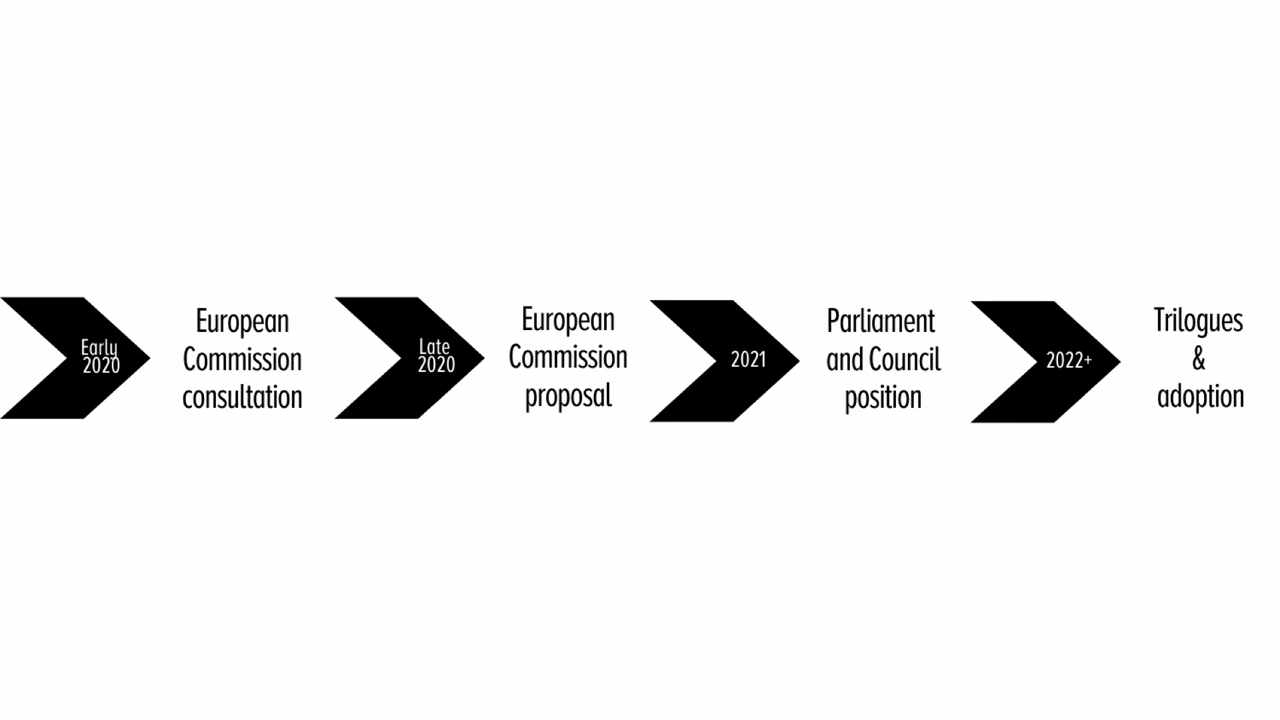 Early
2020
European
Commission
consultation
Late
2020
European
Commission
proposal
2021
Parliament
and Council
position
2022+
Trilogues
&
adoption